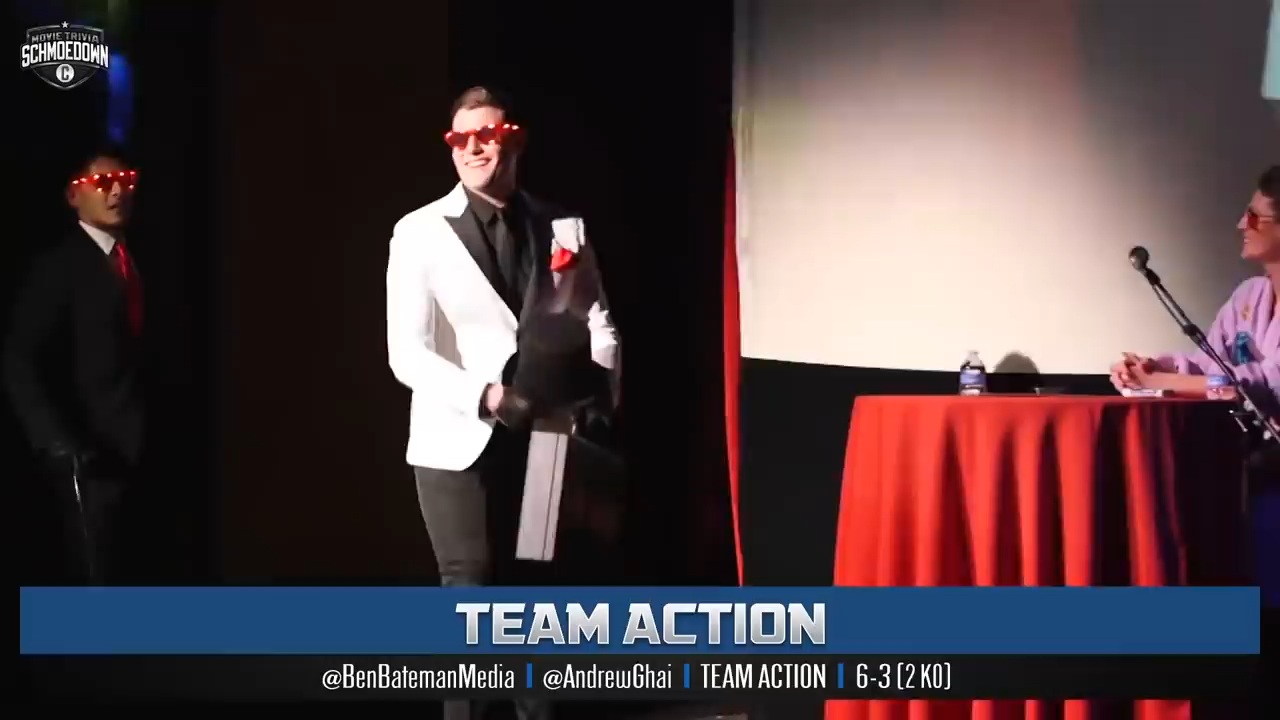 MOVIE TRIVIA
SCHMOEDOWN
C
TEAM ACTION
@BenBatemanMedia | @AndrewGhai | TEAM ACTION | 6-3 (2 KO)